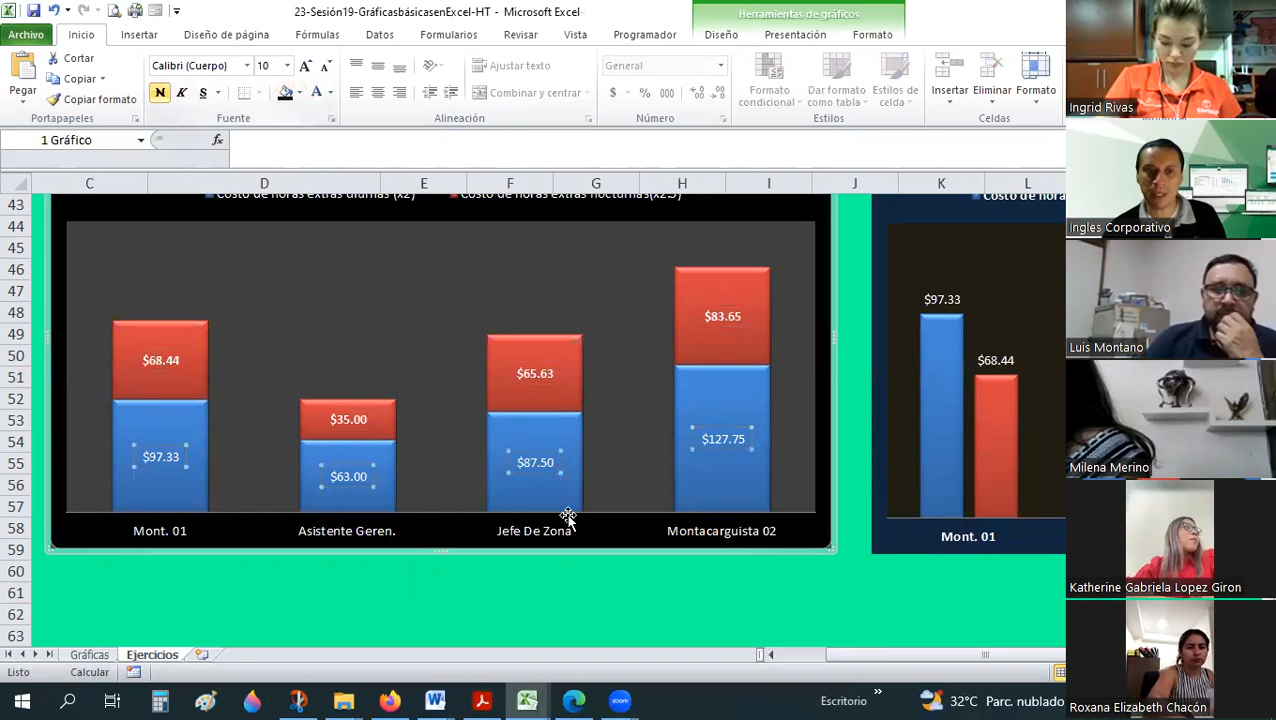 23-Sesión19-GráficasbásicasenExcel-HT - Microsoft Excel
Herramientas de gráficos
Archivo
Inicio
Insertar
Diseño de página
Fórmulas
Datos
Formularios
Revisar
Vista
Programador
Diseño
Presentación
Formato
Pegar
Cortar
Copiar
Copiar formato
Portapapeles
Calibri (Cuerpo)
10
N
K
S
Fuente
Ajustar texto
Combinar y centrar
Alineación
General
$
%
000
Número
Formato condicional
Dar formato como tabla
Estilos de celda
Estilos
Insertar
Eliminar
Formato
Celdas
1 Gráfico
fx
C
D
E
F
G
H
I
J
K
L
43
44
45
46
47
48
49
50
51
52
53
54
55
56
57
58
59
60
61
62
63
Costo de horas extras diurnas (x2)
Costo de horas extras nocturnas(x2.5)
$68.44
$97.33
$35.00
$63.00
$65.63
$87.50
$83.65
$127.75
Mont. 01
Asistente Geren.
Jefe De Zona
Montacarguista 02
Costo de horas
$97.33
$68.44
Mont. 01
Gráficas
Ejercicios
Listo
Calcular
Escritorio
32°C
Parc. nublado
zoom
Ingrid Rivas
Ingles Corporativo
Luis Montano
Milena Merino
Katherine Gabriela Lopez Giron
Roxana Elizabeth Chacón